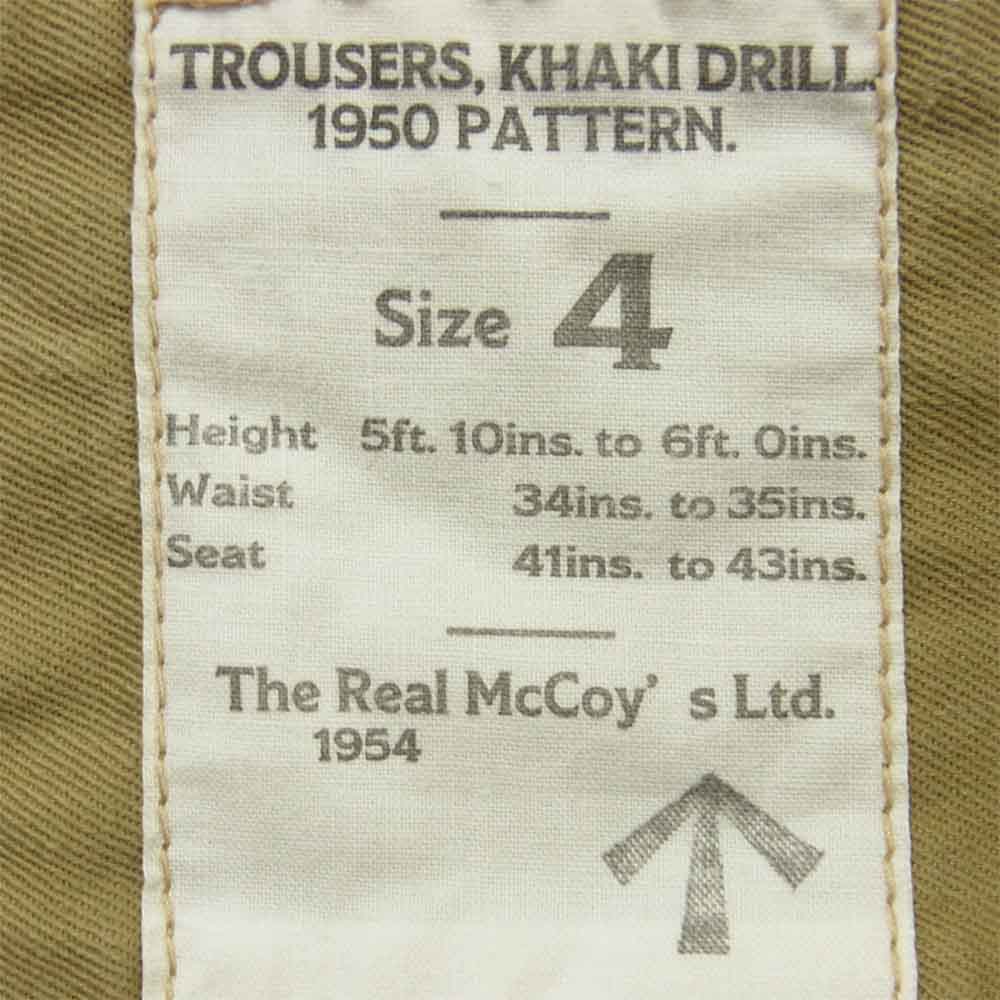 TROUSERS, KHAKI DRILL.
1950 PATTERN.
Size 4
Height 5ft. 10ins. to 6ft. 0ins.
Waist 34ins. to 35ins.
Seat 41ins. to 43ins.
The Real McCoy's Ltd.
1954